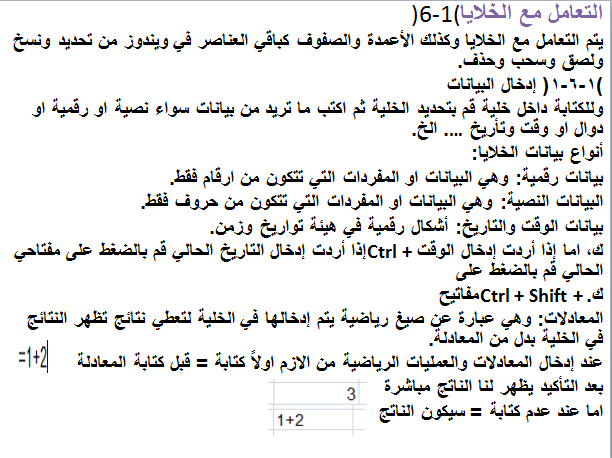 التعامل مع الخلايا)1-6(
يتم التعامل مع الخلايا وكذلك الأعمدة والصفوف كباقي العناصر في ويندوز من تحديد ونسخ
ولصق وسحب وحذف.
)١-٦-١( إدخال البيانات
وللكتابة داخل خلية قم بتحديد الخلية ثم اكتب ما تريد من بيانات سواء نصية او رقمية او
دوال او وقت وتأريخ .... الخ.
أنواع بيانات الخلايا:
بيانات رقمية: وهي البيانات او المفردات التي تتكون من ارقام فقط.
البيانات النصية: وهي البيانات او المفردات التي تتكون من حروف فقط.
بيانات الوقت والتاريخ: أشكال رقمية في هيئة تواريخ وزمن.
ك، اما إذا أردت إدخال الوقت + Ctrlإذا أردت إدخال التاريخ الحالي قم بالضغط على مفتاحي
الحالي قم بالضغط على
ك. + Ctrl + Shiftمفاتيح
المعادلات: وهي عبارة عن صيغ رياضية يتم إدخالها في الخلية لتعطي نتائج تظهر النتائج
في الخلية بدل من المعادلة.
عند إدخال المعادلات والعمليات الرياضية من الازم اولاً كتابة = قبل كتابة المعادلة =1+2
بعد التأكيد يظهر لنا الناتج مباشرة 3
اما عند عدم كتابة = سيكون الناتج 1+2